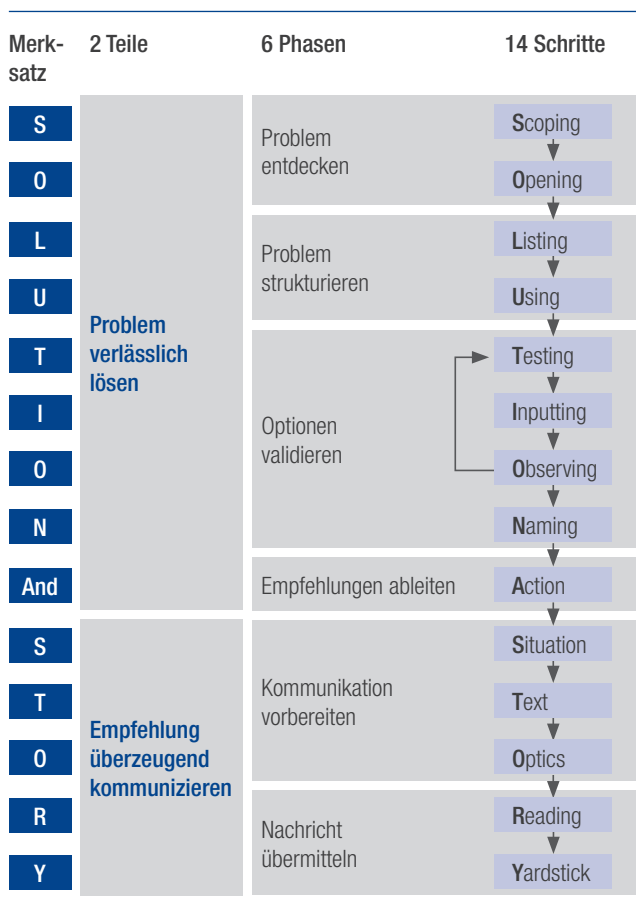 Merk-
satz
2 Teile
6 Phasen
14 Schritte
S
O
L
U
T
I
O
N
And
S
T
O
R
Y
Problem
verlässlich
lösen
Empfehlung
überzeugend
kommunizieren
Problem
entdecken
Problem
strukturieren
Optionen
validieren
Empfehlungen ableiten
Kommunikation
vorbereiten
Nachricht
übermitteln
Scoping
Opening
Listing
Using
Testing
Inputting
Observing
Naming
Action
Situation
Text
Optics
Reading
Yardstick